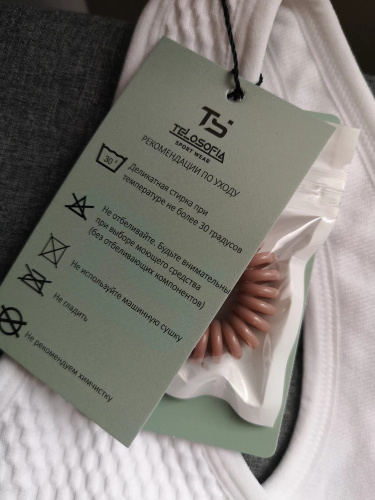 TS
TELOSOFIA
SPORT WEAR
РЕКОМЕНДАЦИИ ПО УХОДУ
30°
Деликатная стирка при
температуре не более 30 градусов
Не отбеливайте. Будьте внимательны
при выборе моющего средства
(без отбеливающих компонентов)
Не используйте машинную сушку
Не гладить
Не рекомендуем химчистку